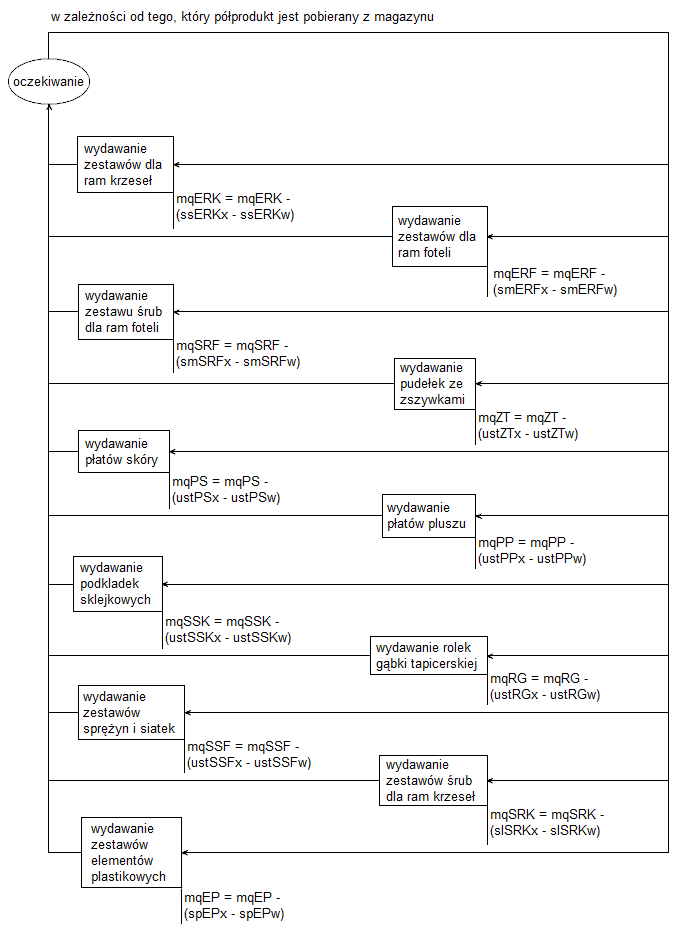 w zależności od tego, który półprodukt jest pobierany z magazynu
oczekiwanie
wydawanie
zestawów dla
ram krzeseł
mqERK = mqERK -
(ssERKx - ssERKw)
wydawanie
zestawów dla
ram foteli
mqERF = mqERF -
(smERFx - smERFw)
wydawanie
zestawu śrub
dla ram foteli
mqSRF = mqSRF -
(smSRFx - smSRFw)
wydawanie
pudełek ze
zszywkami
mqZT = mqZT -
(ustZTx - ustZTw)
wydawanie
płatów skóry
mqPS = mqPS -
(ustPSx - ustPSw)
wydawanie
płatów pluszu
mqPP = mqPP -
(ustPPx - ustPPw)
wydawanie
podkladek
sklejkowych
mqSSK = mqSSK -
(ustSSKx - ustSSKw)
wydawanie rolek
gąbki tapicerskiej
mqRG = mqRG -
(ustRGx - ustRGw)
wydawanie
zestawów
sprężyn i siatek
mqSSF = mqSSF -
(ustSSFx - ustSSFw)
wydawanie
zestawów śrub
dla ram krzeseł
mqSRK = mqSRK -
(slSRKx - slSRKw)
wydawanie
zestawów
elementów
plastikowych
mqEP = mqEP -
(spEPx - spEPw)